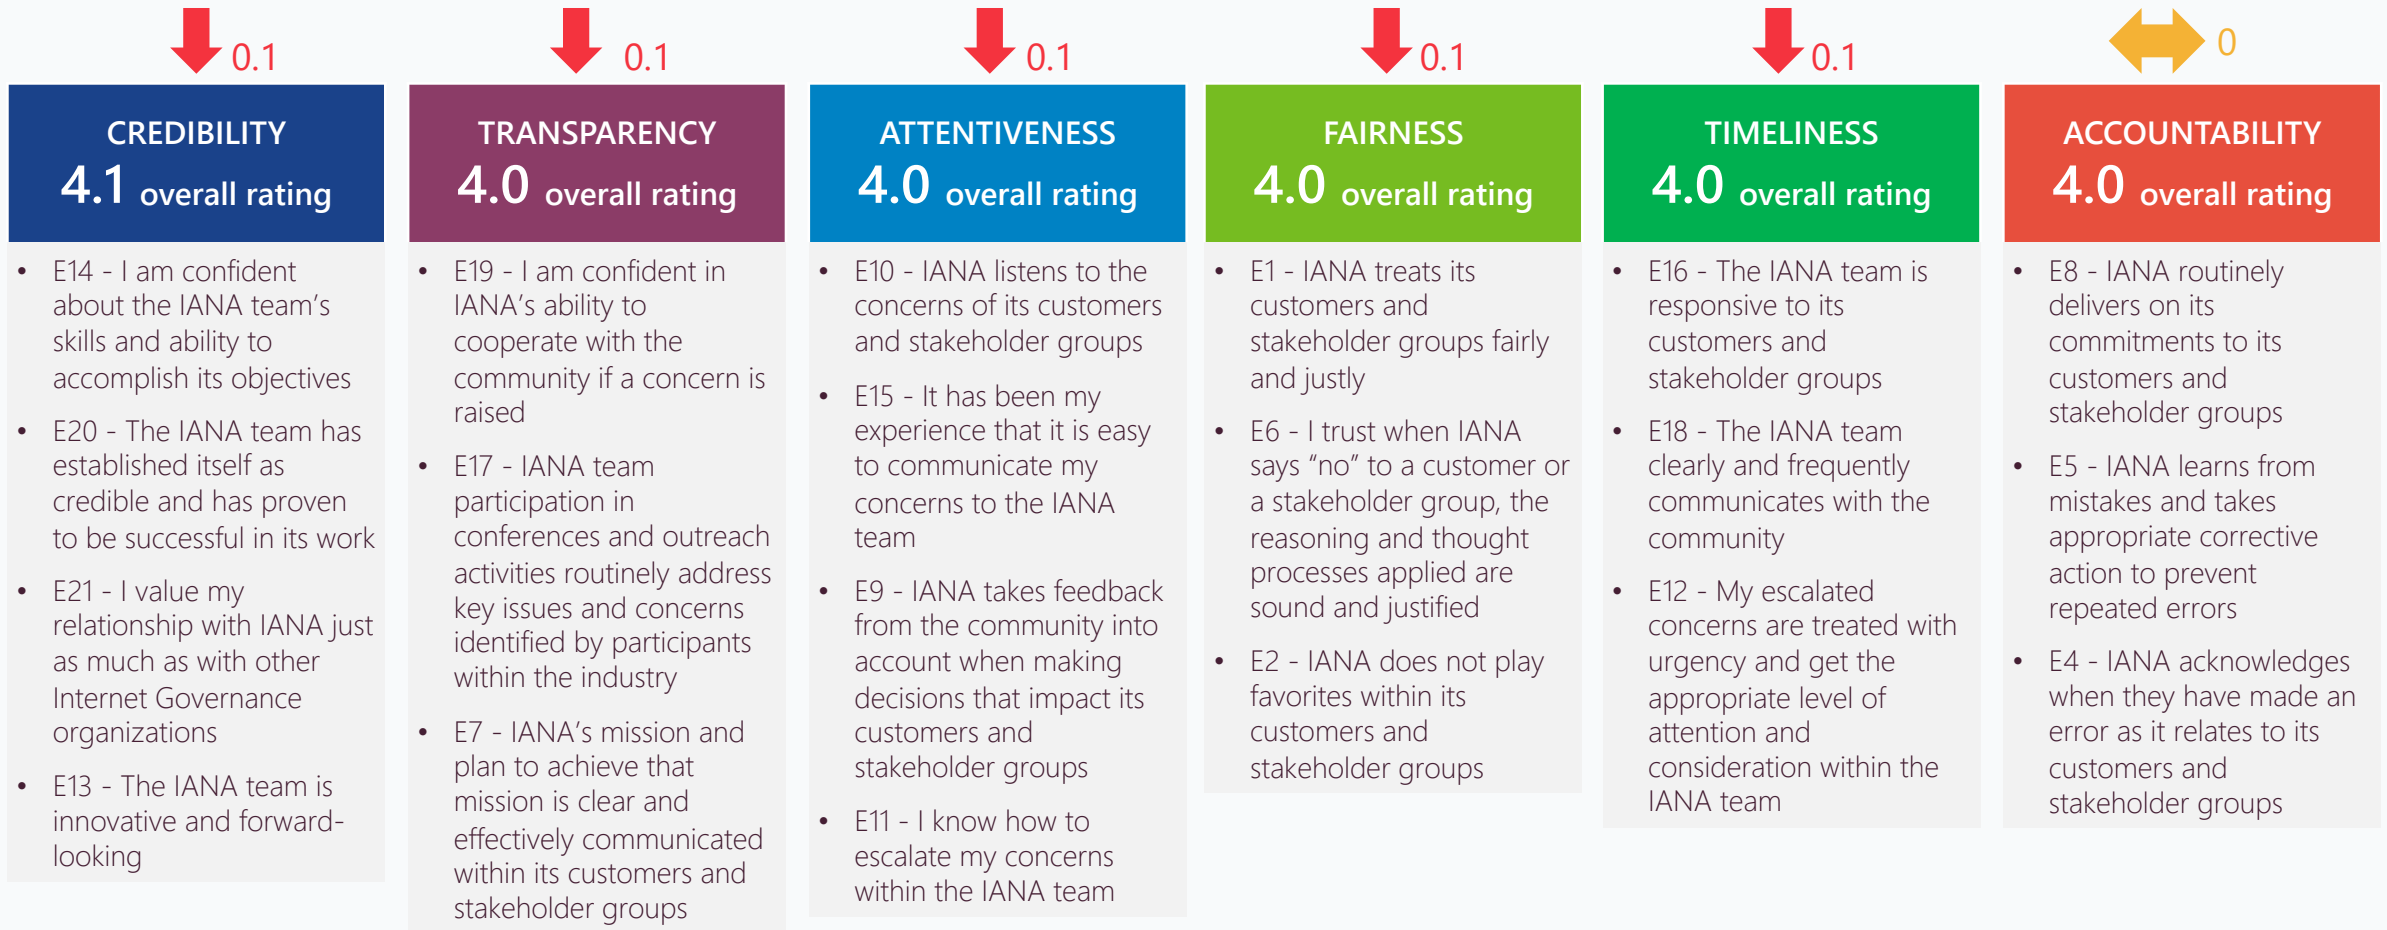 0.1
0.1
0.1
0.1
0.1
0
CREDIBILITY
4.1 overall rating
• E14 - I am confident
about the IANA team’s
skills and ability to
accomplish its objectives
• E20 - The IANA team has
established itself as
credible and has proven
to be successful in its work
• E21 - I value my
relationship with IANA just
as much as with other
Internet Governance
organizations
• E13 - The IANA team is
innovative and forward-
looking
TRANSPARENCY
4.0 overall rating
• E19 - I am confident in
IANA’s ability to
cooperate with the
community if a concern is
raised
• E17 - IANA team
participation in
conferences and outreach
activities routinely address
key issues and concerns
identified by participants
within the industry
• E7 - IANA’s mission and
plan to achieve that
mission is clear and
effectively communicated
within its customers and
stakeholder groups
ATTENTIVENESS
4.0 overall rating
• E10 - IANA listens to the
concerns of its customers
and stakeholder groups
• E15 - It has been my
experience that it is easy
to communicate my
concerns to the IANA
team
• E9 - IANA takes feedback
from the community into
account when making
decisions that impact its
customers and
stakeholder groups
• E11 - I know how to
escalate my concerns
within the IANA team
FAIRNESS
4.0 overall rating
• E1 - IANA treats its
customers and
stakeholder groups fairly
and justly
• E6 - I trust when IANA
says “no” to a customer or
a stakeholder group, the
reasoning and thought
processes applied are
sound and justified
• E2 - IANA does not play
favorites within its
customers and
stakeholder groups
TIMELINESS
4.0 overall rating
• E16 - The IANA team is
responsive to its
customers and
stakeholder groups
• E18 - The IANA team
clearly and frequently
communicates with the
community
• E12 - My escalated
concerns are treated with
urgency and get the
appropriate level of
attention and
consideration within the
IANA team
ACCOUNTABILITY
4.0 overall rating
• E8 - IANA routinely
delivers on its
commitments to its
customers and
stakeholder groups
• E5 - IANA learns from
mistakes and takes
appropriate corrective
action to prevent
repeated errors
• E4 - IANA acknowledges
when they have made an
error as it relates to its
customers and
stakeholder groups